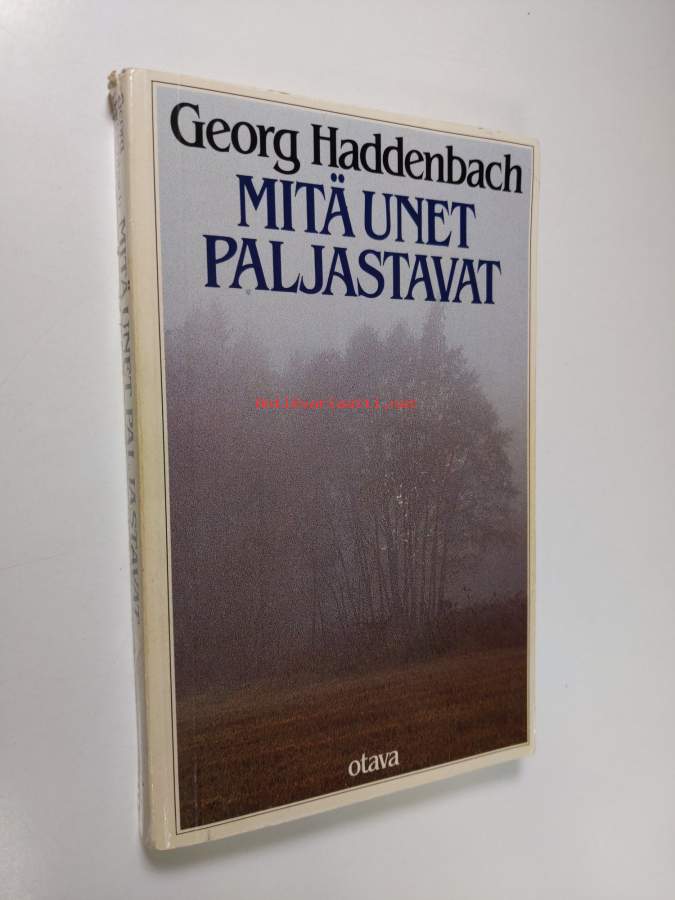 Georg Haddenbach
MITÄ UNET
PALJASTAVAT
otava
MITÄ UNET PALJASTAVAT